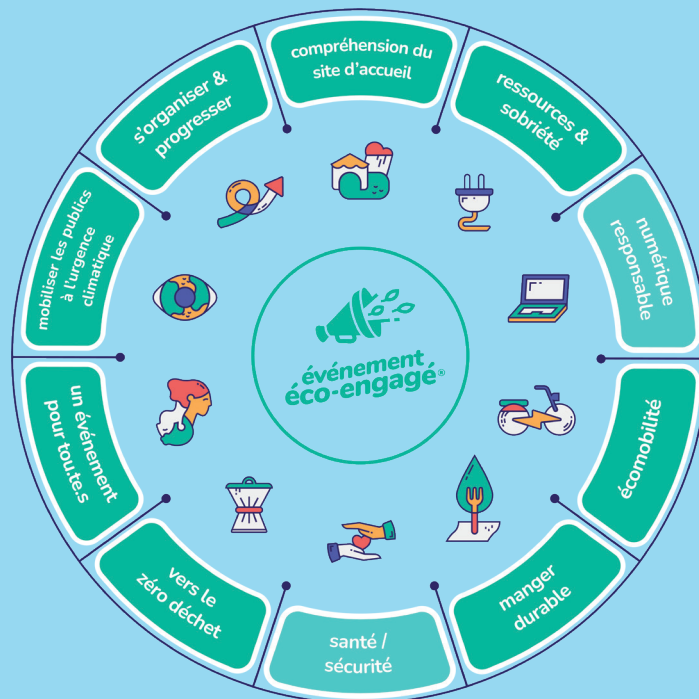 compréhension du
site d'accueil
ressources &
sobriété
numérique
responsable
écomobilité
manger
durable
santé /
sécurité
vers le
zéro déchet
un événement
pour tou.te.s
mobiliser les publics
à l'urgence
climatique
s'organiser &
progresser
événement
éco-engagé®